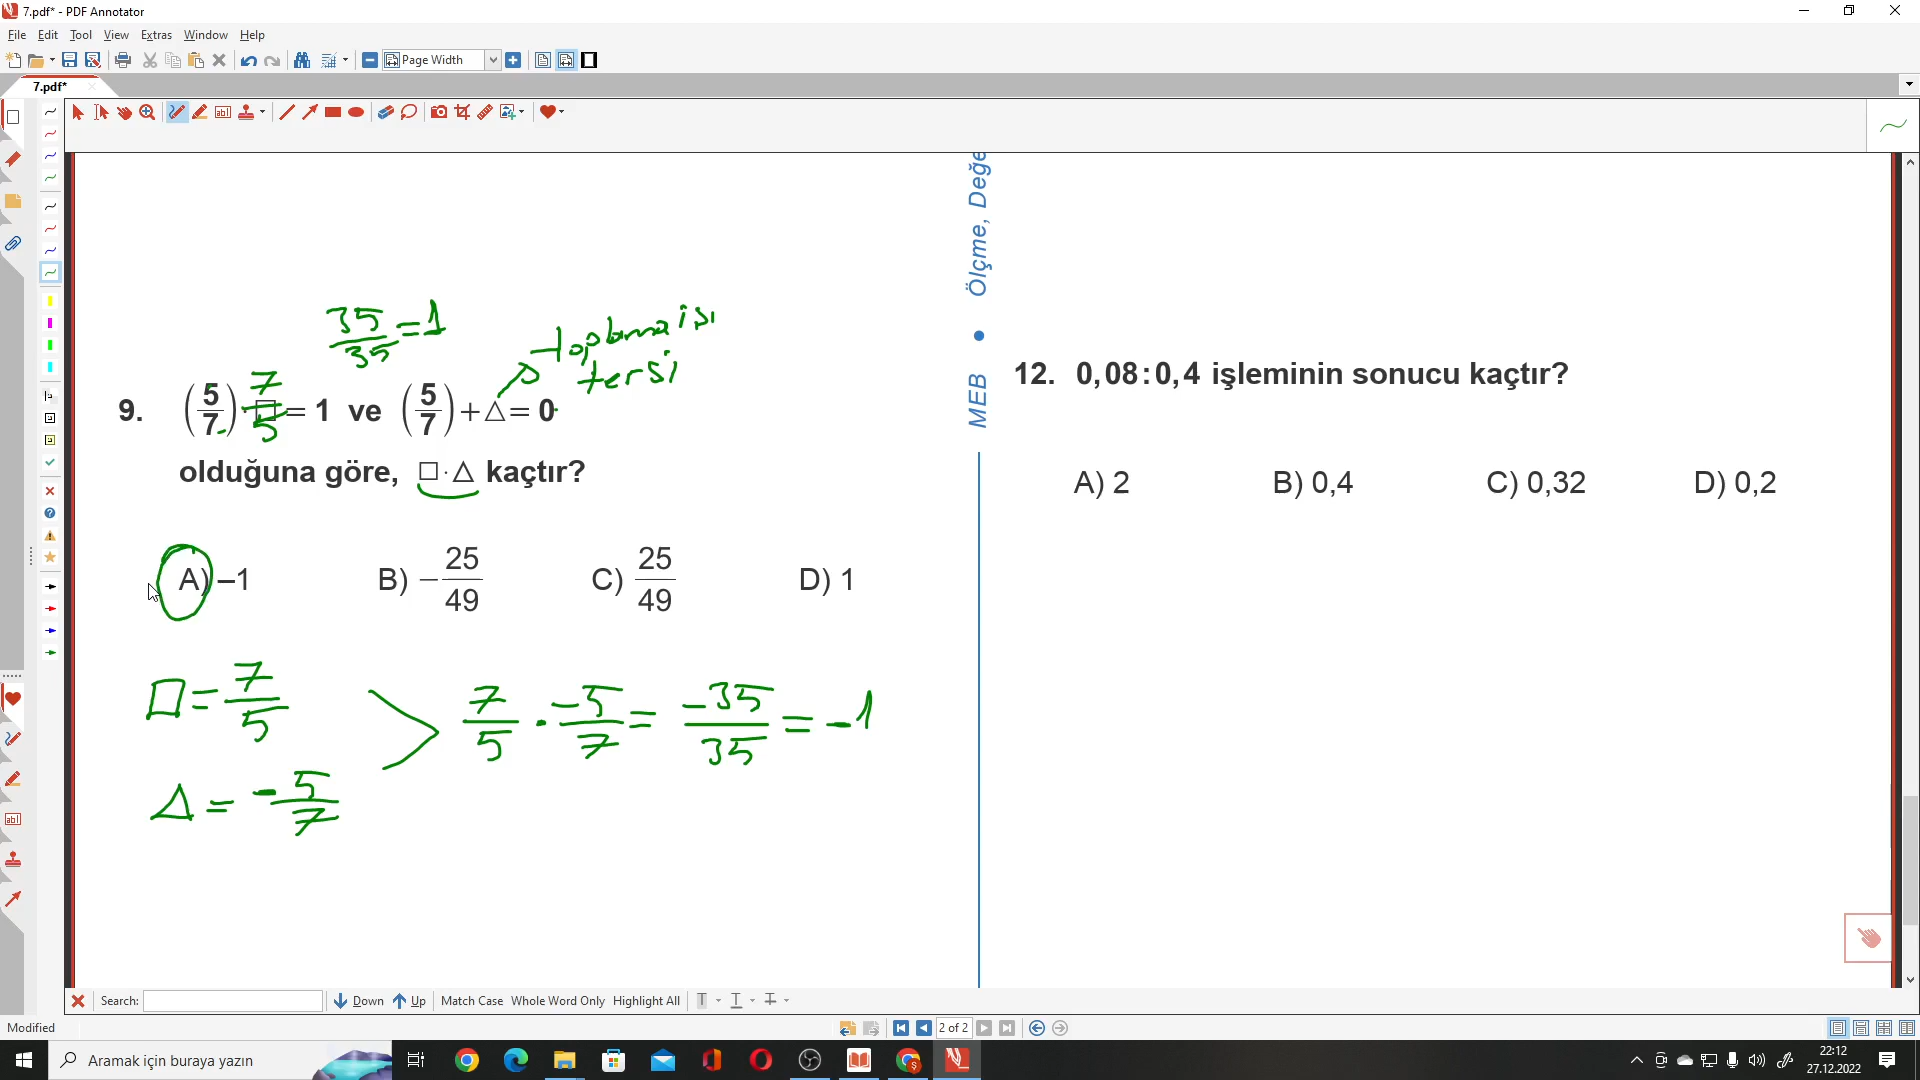 7.pdf* - PDF Annotator
File Edit Tool View Extras Window Help
Page Width
7.pdf*
MEB • Ölçme, Değe
35/35 = 1
toplama
tersi
9. (5/7) · □ = 1 ve (5/7) + △ = 0
7/5
olduğuna göre, □ · △ kaçtır?
A) –1 B) – 25/49 C) 25/49 D) 1
□ = 7/5
△ = - 5/7
7/5 · -5/7 = -35/35 = -1
12. 0,08 : 0,4 işleminin sonucu kaçtır?
A) 2 B) 0,4 C) 0,32 D) 0,2
Search: Down Up Match Case Whole Word Only Highlight All
Modified
2 of 2
Aramak için buraya yazın
22:12
27.12.2022